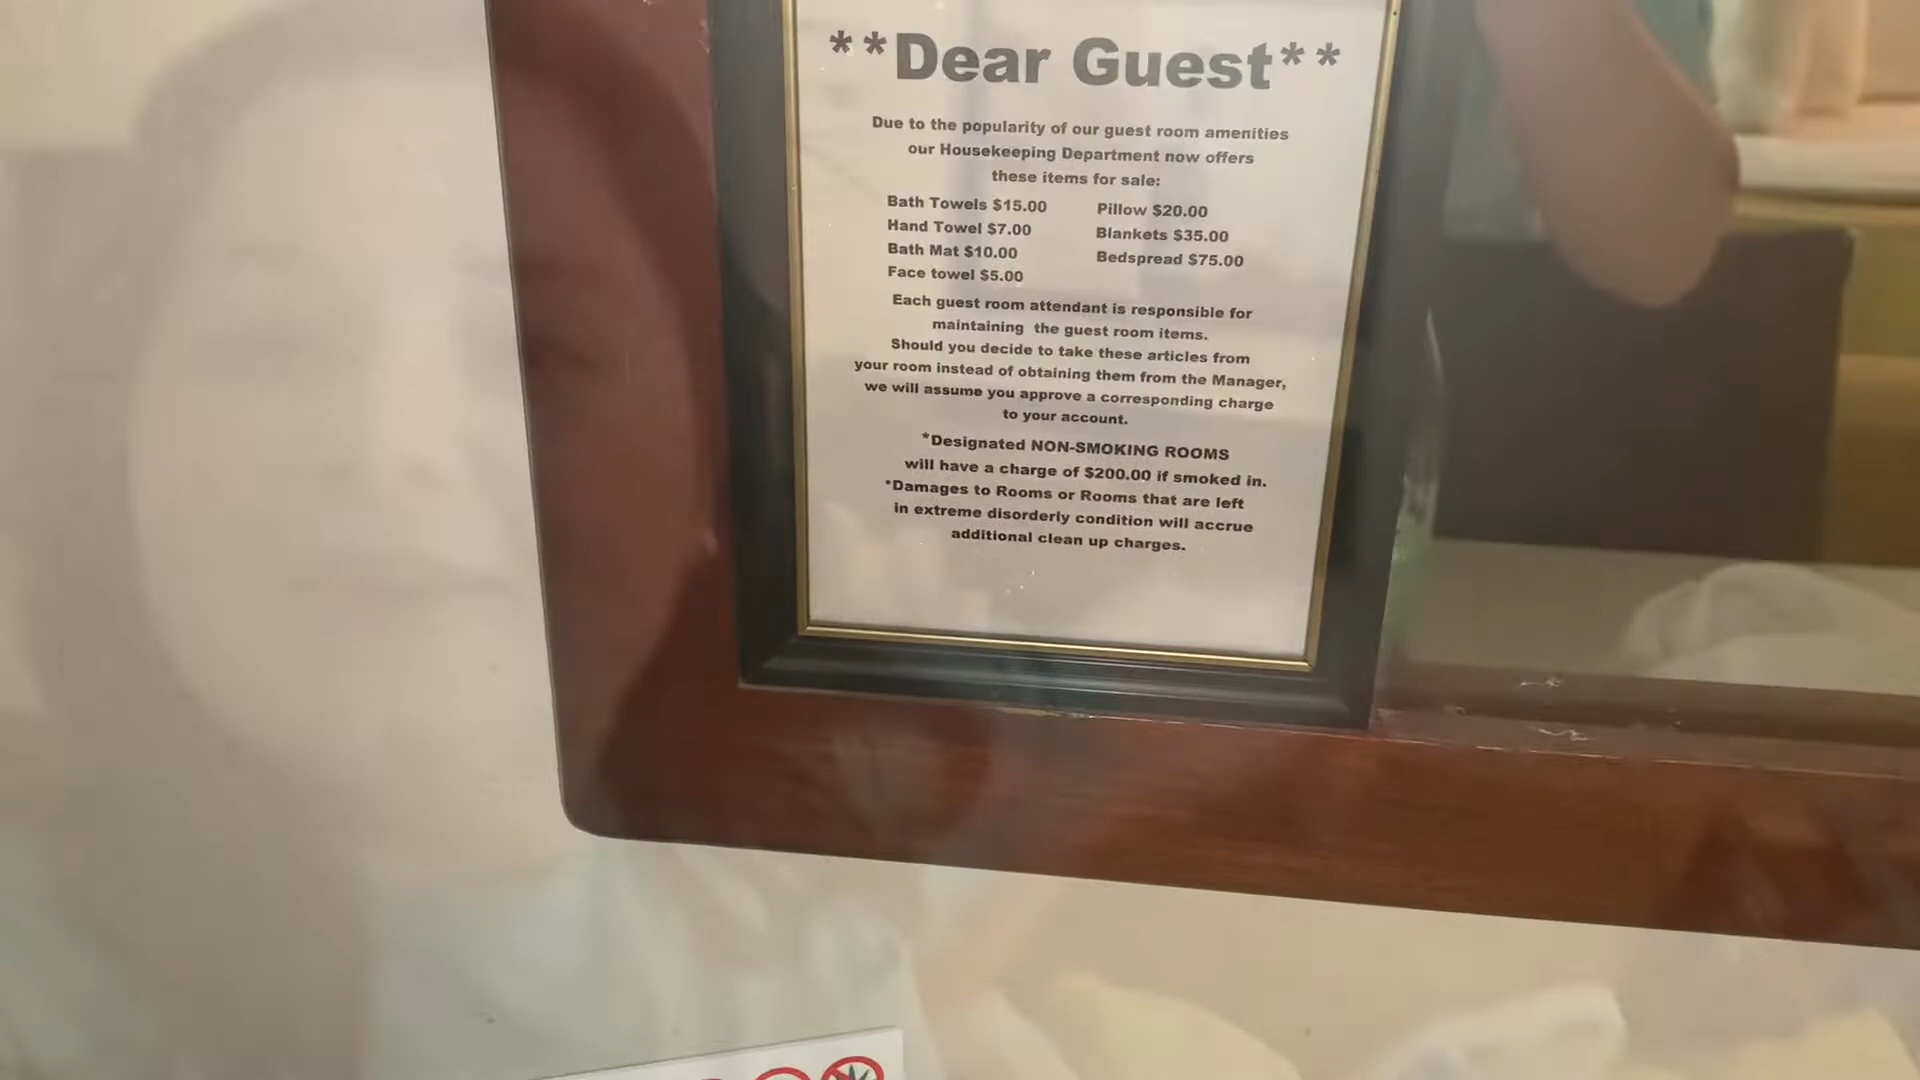 **Dear Guest**
Due to the popularity of our guest room amenities
our Housekeeping Department now offers
these items for sale:
Bath Towels $15.00 Pillow $20.00
Hand Towel $7.00 Blankets $35.00
Bath Mat $10.00 Bedspread $75.00
Face towel $5.00
Each guest room attendant is responsible for
maintaining the guest room items.
Should you decide to take these articles from
your room instead of obtaining them from the Manager,
we will assume you approve a corresponding charge
to your account.
*Designated NON-SMOKING ROOMS
will have a charge of $200.00 if smoked in.
*Damages to Rooms or Rooms that are left
in extreme disorderly condition will accrue
additional clean up charges.